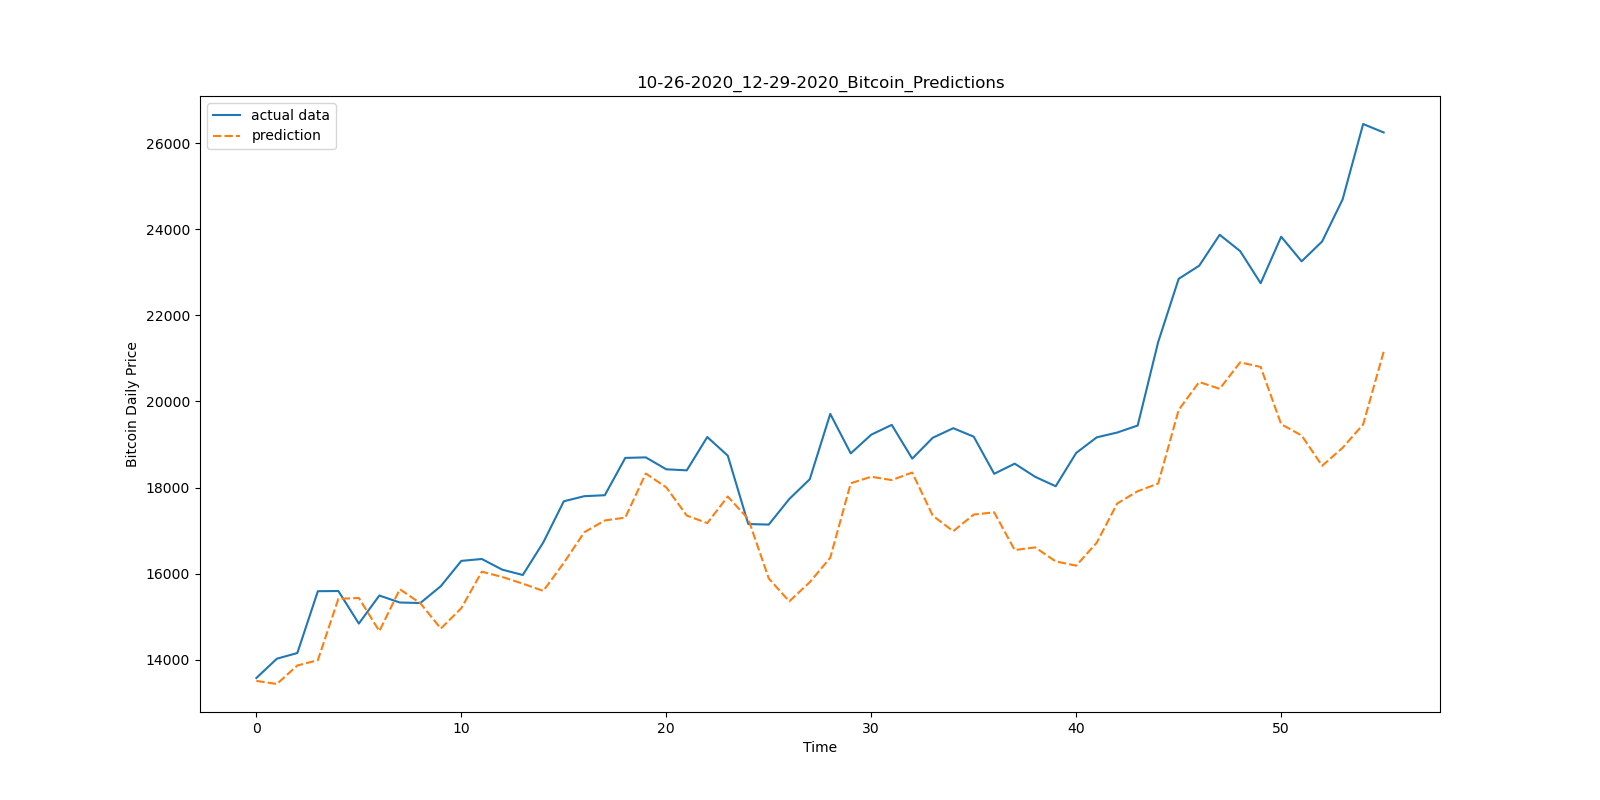 10-26-2020_12-29-2020_Bitcoin_Predictions
actual data
prediction
26000
24000
22000
20000
18000
16000
14000
Bitcoin Daily Price
0 10 20 30 40 50
Time